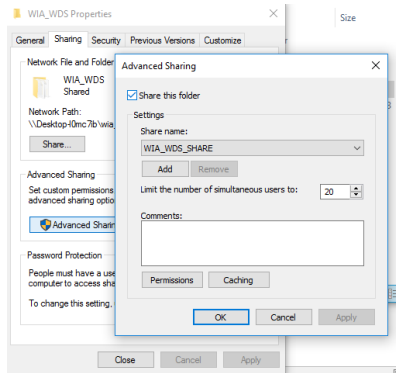 WIA_WDS Properties
Size
General Sharing Security Previous Versions Customize
Network File and Folder
WIA_WDS
Shared
Network Path:
\\Desktop-l0mc7lb\wia_
Share...
Advanced Sharing
Set custom permissions
advanced sharing optio
Advanced Sharin
Password Protection
People must have a use
computer to access sha
To change this setting,
Close Cancel Apply
Advanced Sharing
Share this folder
Settings
Share name:
WIA_WDS_SHARE
Add Remove
Limit the number of simultaneous users to: 20
Comments:
Permissions Caching
OK Cancel Apply